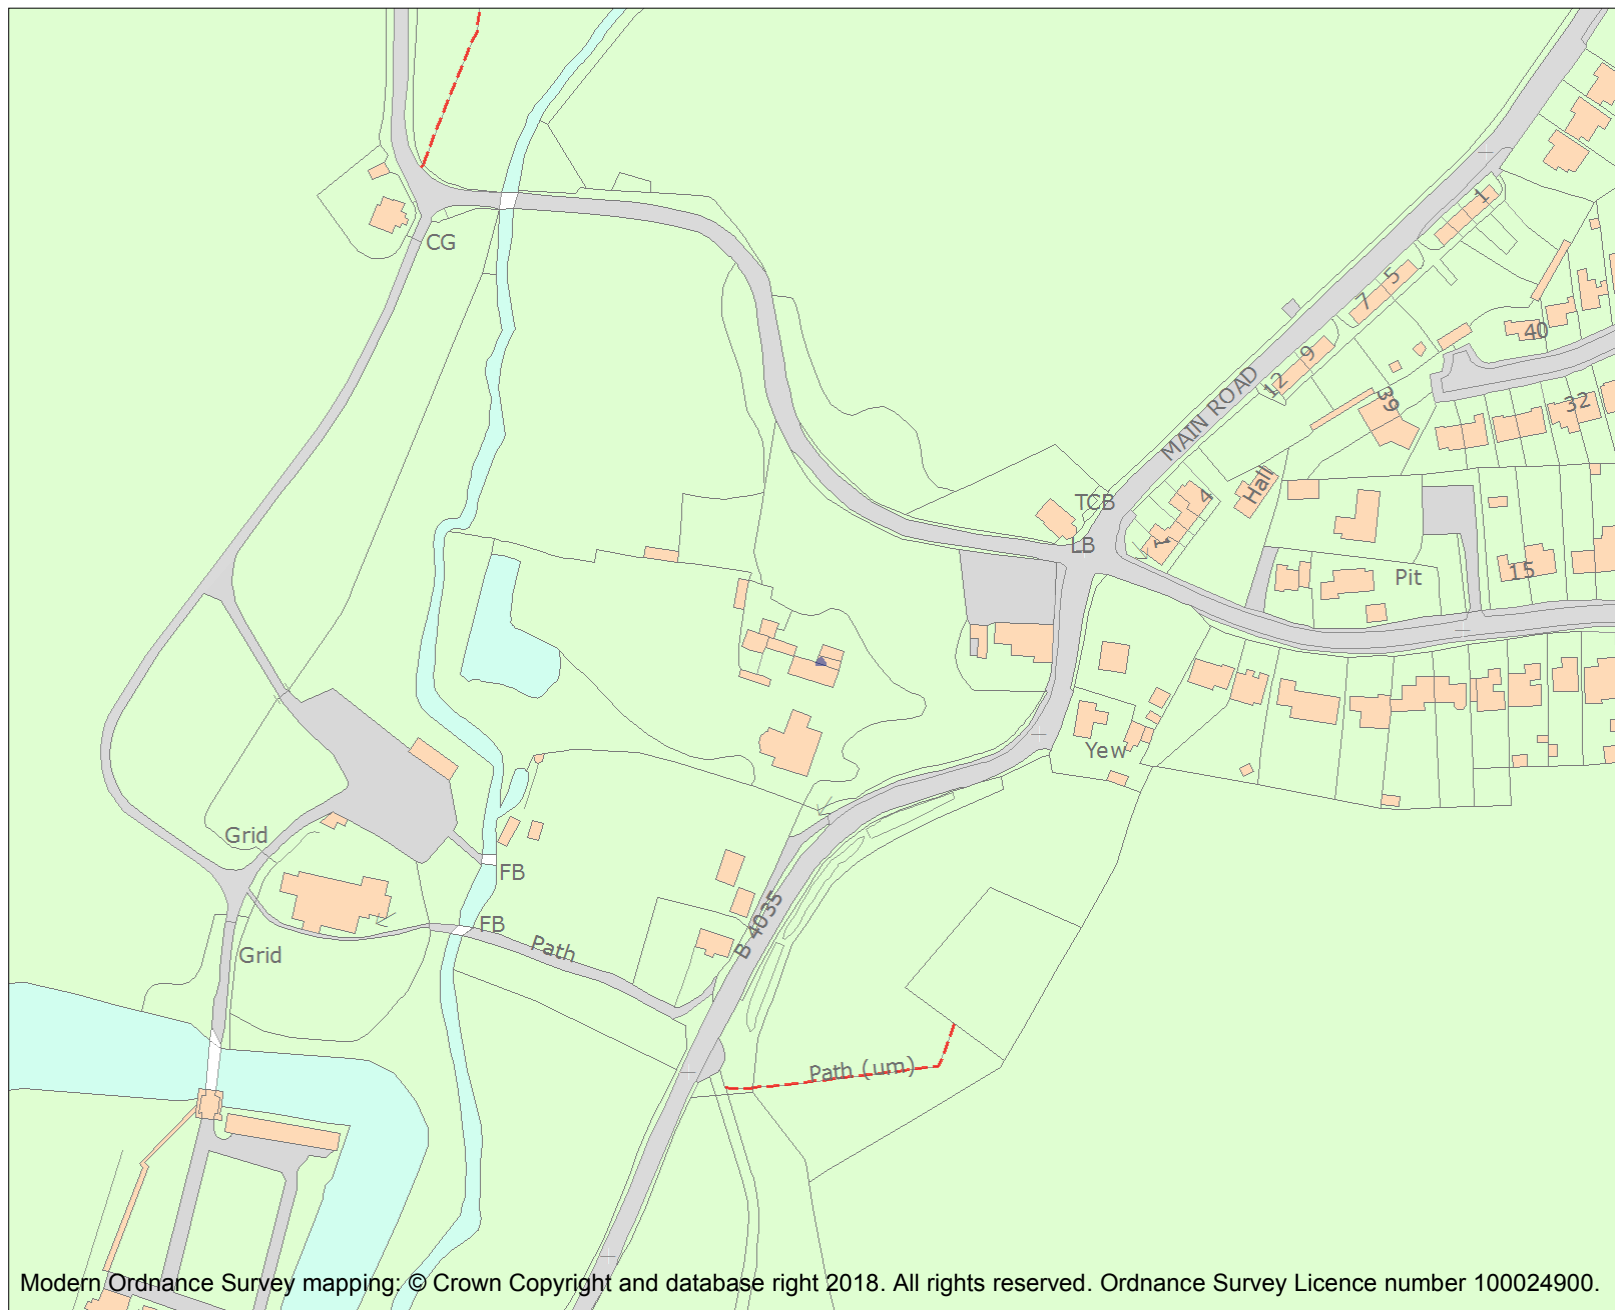 CG
1
5
7
40
9
12
39
32
MAIN ROAD
Hall
4
TCB
1
LB
Pit
15
Yew
Grid
FB
B 4035
FB
Path
Grid
Path (um)
Modern Ordnance Survey mapping: © Crown Copyright and database right 2018. All rights reserved. Ordnance Survey Licence number 100024900.